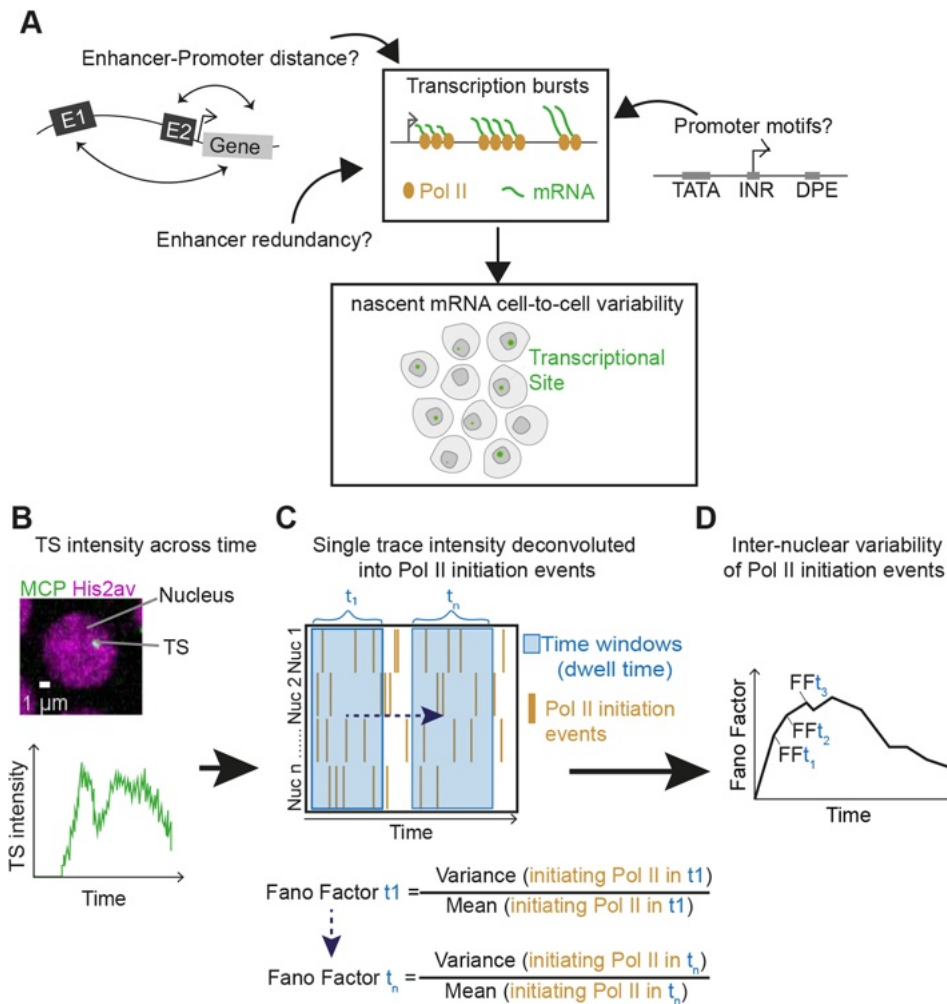 A
Enhancer-Promoter distance?
E1
E2
Gene
Enhancer redundancy?
Transcription bursts
Pol II
mRNA
Promoter motifs?
TATA
INR
DPE
nascent mRNA cell-to-cell variability
Transcriptional
Site
B
TS intensity across time
MCP His2av
Nucleus
TS
1 μm
TS intensity
Time
C
Single trace intensity deconvoluted
into Pol II initiation events
t1
tn
Nuc 1
Nuc 2
......
Nuc n
Time
Time windows
(dwell time)
Pol II initiation
events
Fano Factor t1 = Variance (initiating Pol II in t1)
Mean (initiating Pol II in t1)
Fano Factor tn = Variance (initiating Pol II in tn)
Mean (initiating Pol II in tn)
D
Inter-nuclear variability
of Pol II initiation events
Fano Factor
FFt3
FFt2
FFt1
Time